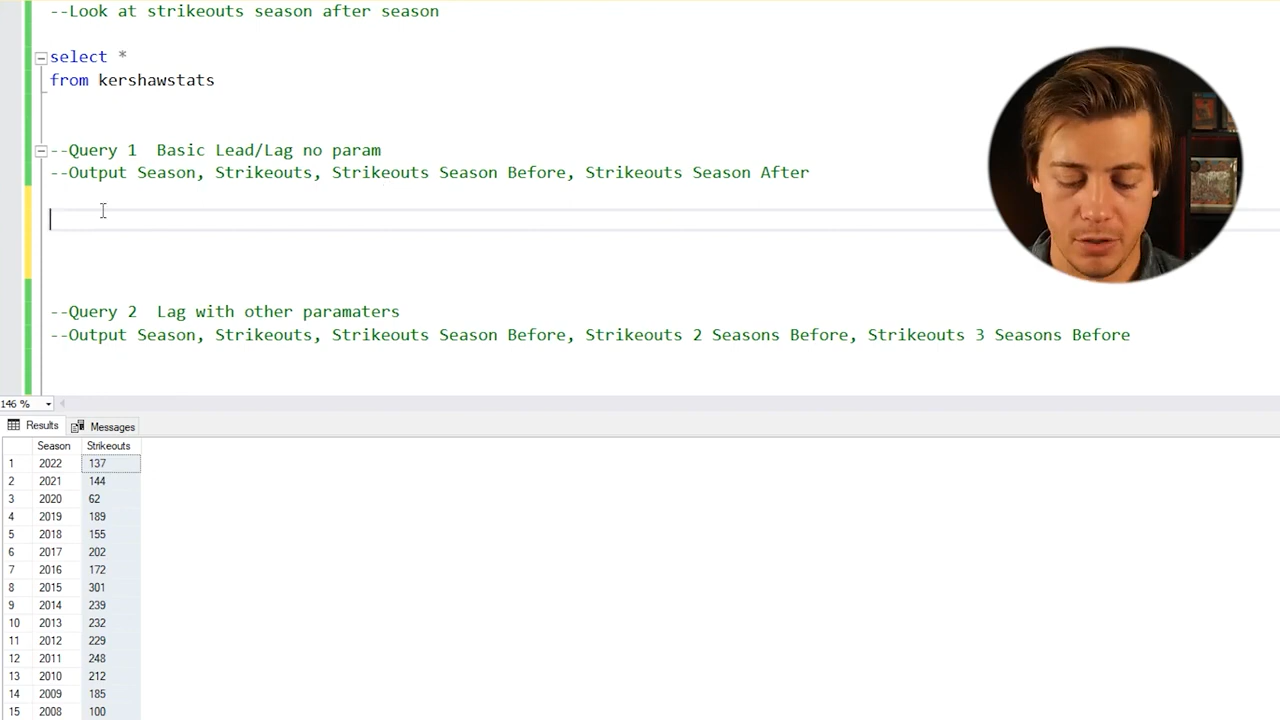 --Look at strikeouts season after season
select *
from kershawstats
--Query 1  Basic Lead/Lag no param
--Output Season, Strikeouts, Strikeouts Season Before, Strikeouts Season After
--Query 2  Lag with other paramaters
--Output Season, Strikeouts, Strikeouts Season Before, Strikeouts 2 Seasons Before, Strikeouts 3 Seasons Before
146 %
Results Messages
Season Strikeouts
1 2022 137
2 2021 144
3 2020 62
4 2019 189
5 2018 155
6 2017 202
7 2016 172
8 2015 301
9 2014 239
10 2013 232
11 2012 229
12 2011 248
13 2010 212
14 2009 185
15 2008 100